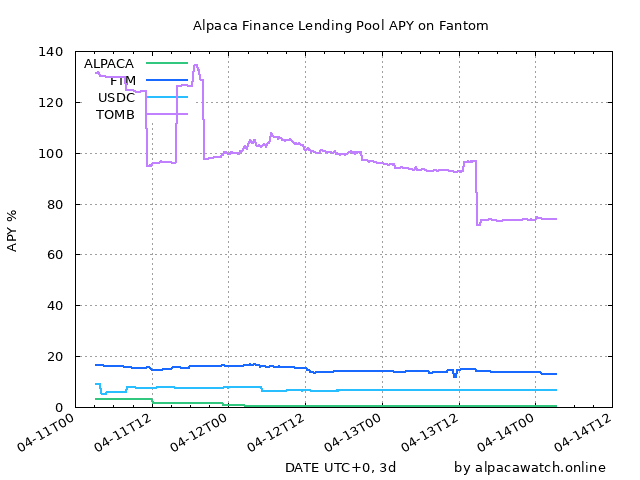 Alpaca Finance Lending Pool APY on Fantom
140
120
100
80
60
40
20
0
APY %
ALPACA
FTM
USDC
TOMB
04-11T00
04-11T12
04-12T00
04-12T12
04-13T00
04-13T12
04-14T00
04-14T12
DATE UTC+0, 3d
by alpacawatch.online